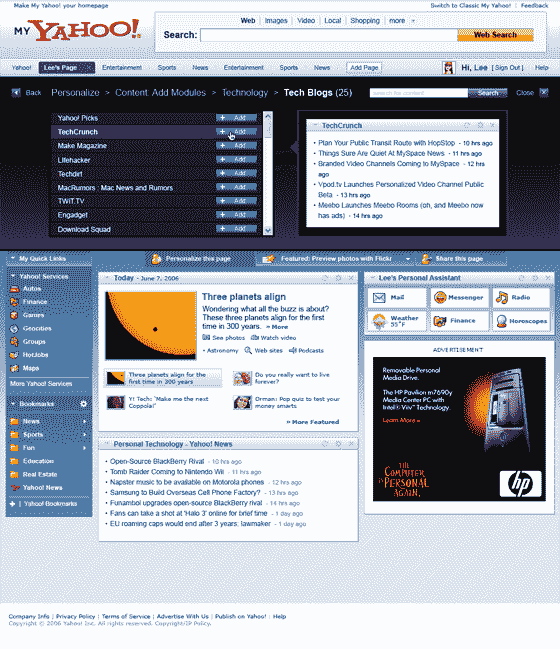 Make My Yahoo! your homepage
Switch to Classic My Yahoo! | Feedback
MY YAHOO!
Web | Images | Video | Local | Shopping | more
Search: Web Search
Yahoo! Lee's Page Entertainment Sports News Entertainment Sports News Add Page Hi, Lee [ Sign Out ] Help
Back Personalize > Content: Add Modules > Technology > Tech Blogs (25) Search Close
Yahoo! Picks + Add
TechCrunch + Add
Make Magazine + Add
Lifehacker + Add
Techdirt + Add
MacRumors : Mac News and Rumors + Add
TWiT.TV + Add
Engadget + Add
Download Squad + Add
TechCrunch
Plan Your Public Transit Route with HopStop - 10 hrs ago
Things Sure Are Quiet At MySpace News - 11 hrs ago
Branded Video Channels Coming to MySpace - 12 hrs ago
Vpod.tv Launches Personalized Video Channel Public Beta - 13 hrs ago
Meebo Launches Meebo Rooms (oh, and Meebo now has ads) - 14 hrs ago
My Quick Links
Personalize this page
Featured: Preview photos with Flickr
Share this page
Yahoo! Services
Autos
Finance
Games
Geocities
Groups
HotJobs
Maps
More Yahoo! Services
Bookmarks
News
Sports
Fun
Education
Real Estate
Yahoo! News
+ | Yahoo! Bookmarks
Today - June 7, 2006
Three planets align
Wondering what all the buzz is about?
These three planets align for the first
time in 300 years. » More
See photos Watch video
• Astronomy Web sites Podcasts
Three planets align for the
first time in 300 years
Do you really want to live
forever?
Y! Tech: 'Make me the next
Coppola!'
Orman: Pop quiz to test your
money smarts
» More Featured
Personal Technology - Yahoo! News
Open-Source BlackBerry Rival - 10 hrs ago
Tomb Raider Coming to Nintendo Wii - 11 hrs ago
Napster music to be available on Motorola phones - 12 hrs ago
Samsung to Build Overseas Cell Phone Factory? - 13 hrs ago
Funambol upgrades open-source BlackBerry rival - 14 hrs ago
Fans can take a shot at 'Halo 3' online for brief time - 1 day ago
EU roaming caps would end after 3 years: lawmaker - 1 day ago
Lee's Personal Assistant
Mail Messenger Radio
Weather 55°F Finance Horoscopes
ADVERTISEMENT
Removable Personal
Media Drive.
The HP Pavilion m7690y
Media Center PC with
Intel® Viiv™ Technology.
Learn More »
THE
COMPUTER
IS PERSONAL
AGAIN.
hp
Company Info | Privacy Policy | Terms of Service | Advertise With Us | Publish on Yahoo! | Help
Copyright © 2006 Yahoo! Inc. All rights reserved. Copyright/IP Policy.